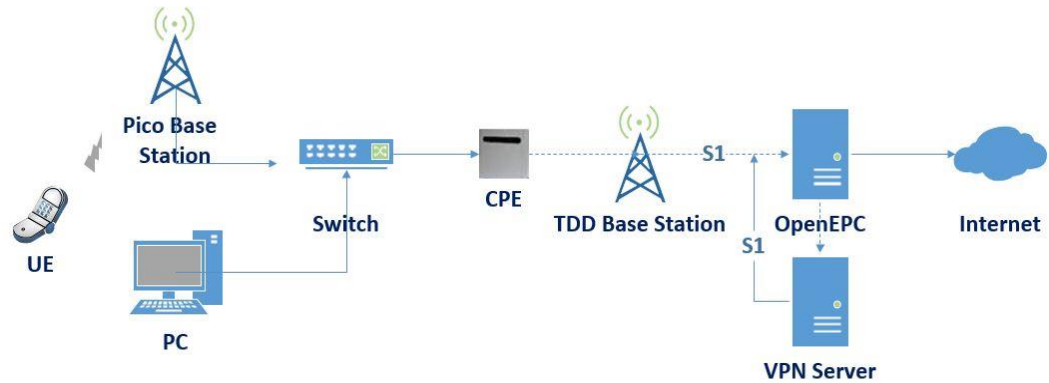 Pico Base
Station
UE
PC
Switch
CPE
TDD Base Station
S1
OpenEPC
S1
Internet
VPN Server